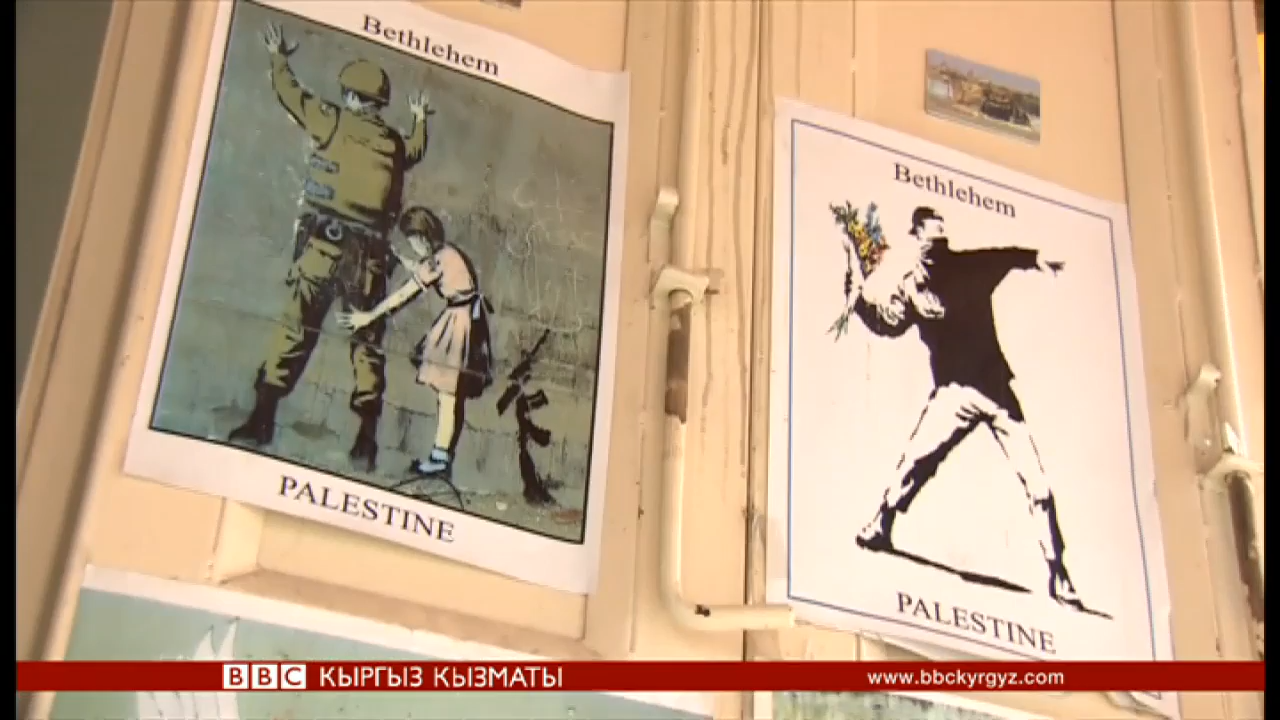 Bethlehem
PALESTINE
Bethlehem
PALESTINE
BBC КЫРГЫЗ КЫЗМАТЫ
www.bbckyrgyz.com